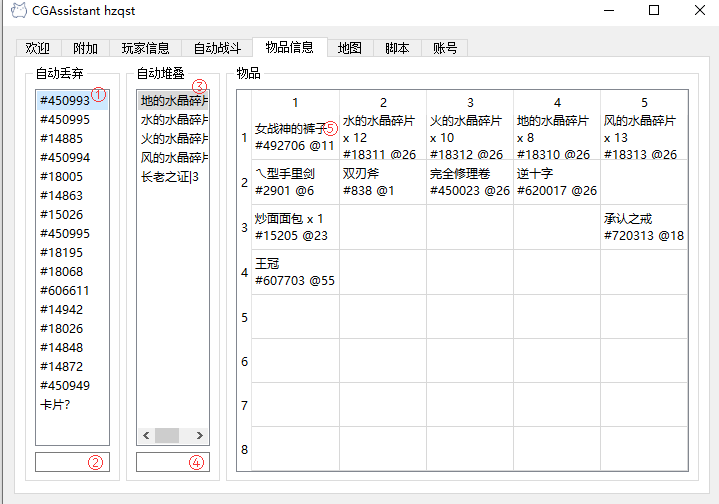 CGAssistant hzqst
欢迎 附加 玩家信息 自动战斗 物品信息 地图 脚本 账号
自动丢弃
#450993 ①
#450995
#14885
#450994
#18005
#14863
#15026
#450995
#18195
#18068
#606611
#14942
#18026
#14848
#14872
#450949
卡片?
②
自动堆叠
③
地的水晶碎片
水的水晶碎片
火的水晶碎片
风的水晶碎片
长老之证|3
④
物品
1 2 3 4 5
1
女战神的裤子⑤
#492706 @11
水的水晶碎片
x 12
#18311 @26
火的水晶碎片
x 10
#18312 @26
地的水晶碎片
x 8
#18310 @26
风的水晶碎片
x 13
#18313 @26
2
乀型手里剑
#2901 @6
双刃斧
#838 @1
完全修理卷
#450023 @26
逆十字
#620017 @26
3
炒面面包 x 1
#15205 @23
承认之戒
#720313 @18
4
王冠
#607703 @55
5
6
7
8